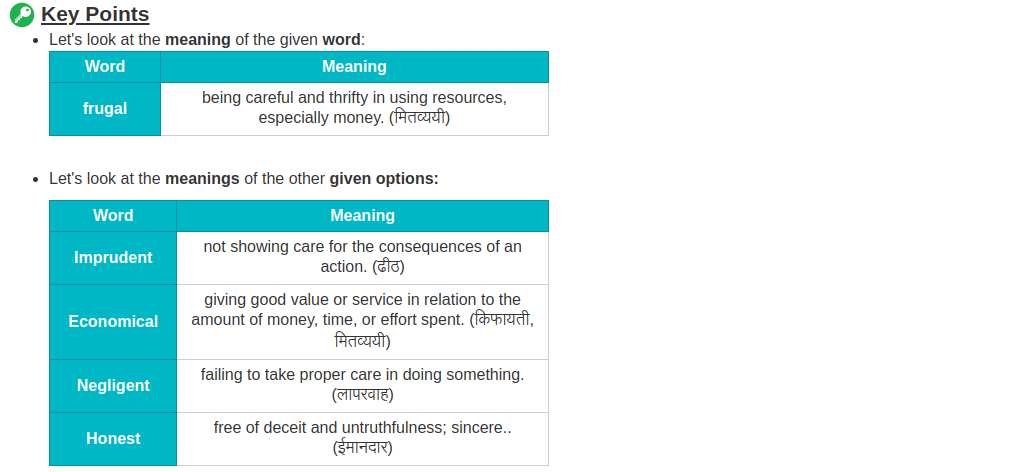 Key Points
Let's look at the meaning of the given word:
Word Meaning
frugal
being careful and thrifty in using resources,
especially money. (मितव्ययी)
Let's look at the meanings of the other given options:
Word Meaning
Imprudent
not showing care for the consequences of an
action. (ढीठ)
Economical
giving good value or service in relation to the
amount of money, time, or effort spent. (किफायती,
मितव्ययी)
Negligent
failing to take proper care in doing something.
(लापरवाह)
Honest
free of deceit and untruthfulness; sincere..
(ईमानदार)